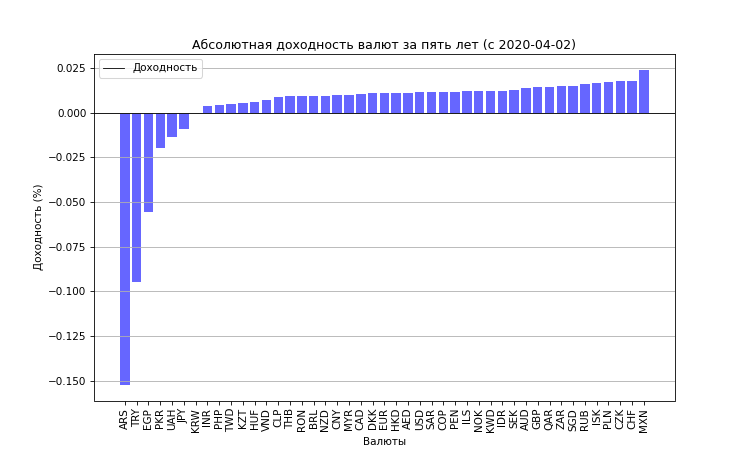 Абсолютная доходность валют за пять лет (с 2020-04-02)
Доходность
0.025
0.000
−0.025
−0.050
−0.075
−0.100
−0.125
−0.150
Доходность (%)
ARS TRY EGP PKR UAH JPY KRW INR PHP TWD KZT HUF VND CLP THB RON BRL NZD CNY MYR CAD DKK EUR HKD AED USD SAR COP PEN ILS NOK KWD IDR SEK AUD GBP QAR ZAR SGD RUB ISK PLN CZK CHF MXN
Валюты